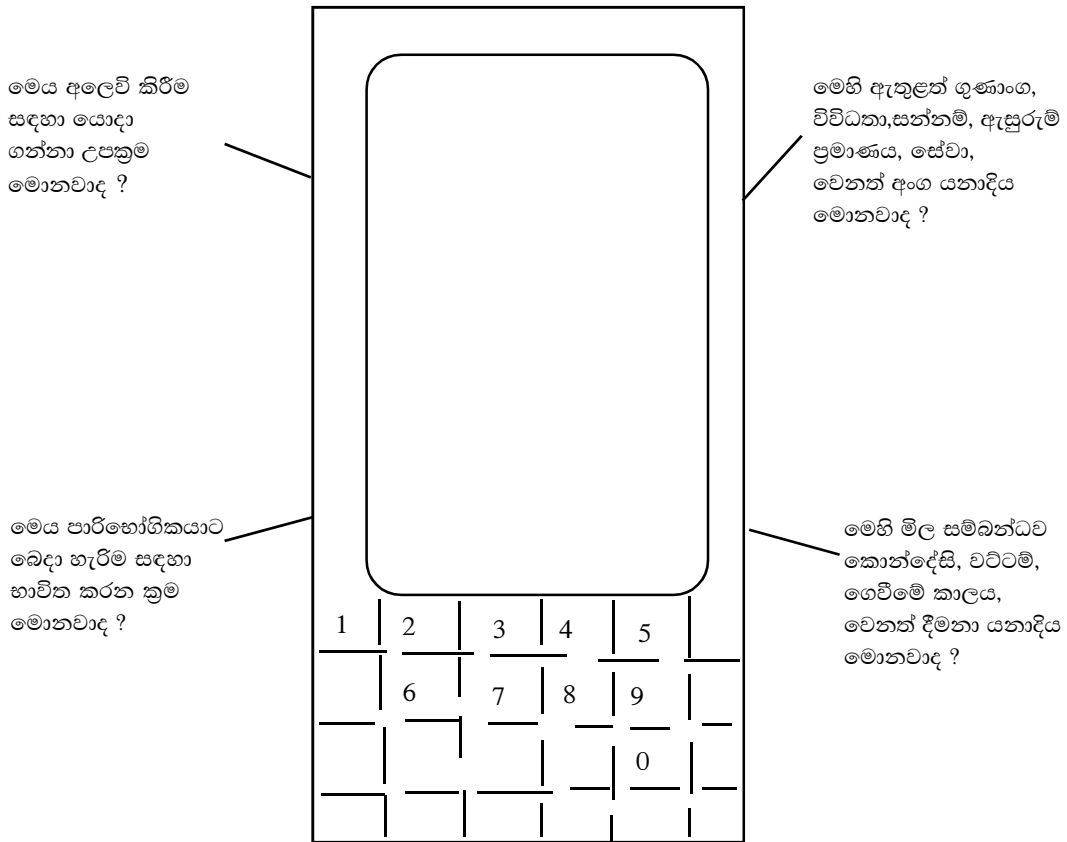 මෙය අලෙවි කිරීම
සඳහා යොදා
ගන්නා උපක්‍රම
මොනවාද ?
මෙහි ඇතුළත් ගුණාංග,
විවිධතා,සන්නම්, ඇසුරුම්
ප්‍රමාණය, සේවා,
වෙනත් අංග යනාදිය
මොනවාද ?
මෙය පාරිභෝගිකයාට
බෙදා හැරිම සඳහා
භාවිත කරන ක්‍රම
මොනවාද ?
මෙහි මිල සම්බන්ධව
කොන්දේසි, වට්ටම්,
ගෙවීමේ කාලය,
වෙනත් දීමනා යනාදිය
මොනවාද ?
1 2 3 4 5
6 7 8 9
0